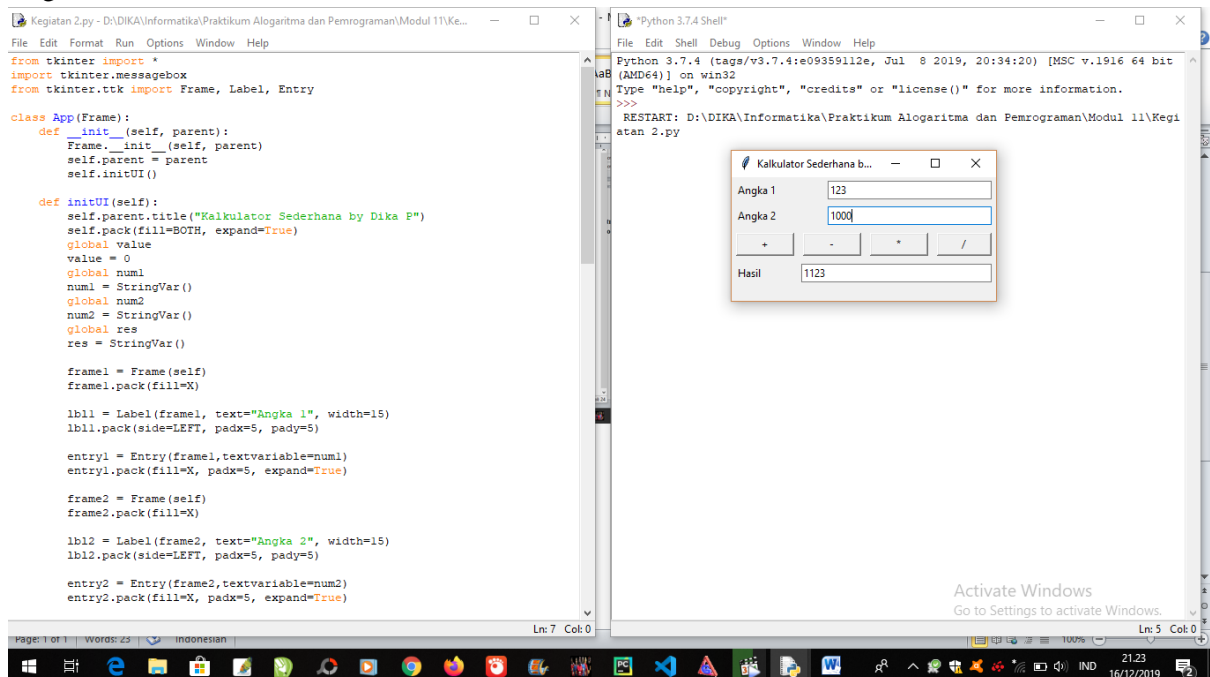 Kegiatan 2.py - D:\DIKA\Informatika\Praktikum Alogaritma dan Pemrograman\Modul 11\Ke...
File Edit Format Run Options Window Help
from tkinter import *
import tkinter.messagebox
from tkinter.ttk import Frame, Label, Entry
class App(Frame):
    def __init__(self, parent):
        Frame.__init__(self, parent)
        self.parent = parent
        self.initUI()
    def initUI(self):
        self.parent.title("Kalkulator Sederhana by Dika P")
        self.pack(fill=BOTH, expand=True)
        global value
        value = 0
        global num1
        num1 = StringVar()
        global num2
        num2 = StringVar()
        global res
        res = StringVar()
        frame1 = Frame(self)
        frame1.pack(fill=X)
        lbl1 = Label(frame1, text="Angka 1", width=15)
        lbl1.pack(side=LEFT, padx=5, pady=5)
        entry1 = Entry(frame1,textvariable=num1)
        entry1.pack(fill=X, padx=5, expand=True)
        frame2 = Frame(self)
        frame2.pack(fill=X)
        lbl2 = Label(frame2, text="Angka 2", width=15)
        lbl2.pack(side=LEFT, padx=5, pady=5)
        entry2 = Entry(frame2,textvariable=num2)
        entry2.pack(fill=X, padx=5, expand=True)
Ln: 7 Col: 0
*Python 3.7.4 Shell*
File Edit Shell Debug Options Window Help
Python 3.7.4 (tags/v3.7.4:e09359112e, Jul  8 2019, 20:34:20) [MSC v.1916 64 bit
(AMD64)] on win32
Type "help", "copyright", "credits" or "license()" for more information.
>>>
 RESTART: D:\DIKA\Informatika\Praktikum Alogaritma dan Pemrograman\Modul 11\Kegi
atan 2.py
Kalkulator Sederhana b...
Angka 1 123
Angka 2 1000
+ - * /
Hasil 1123
Activate Windows
Go to Settings to activate Windows.
Ln: 5 Col: 0
Page: 1 of 1 Words: 23 Indonesian 100%
IND 21.23
16/12/2019